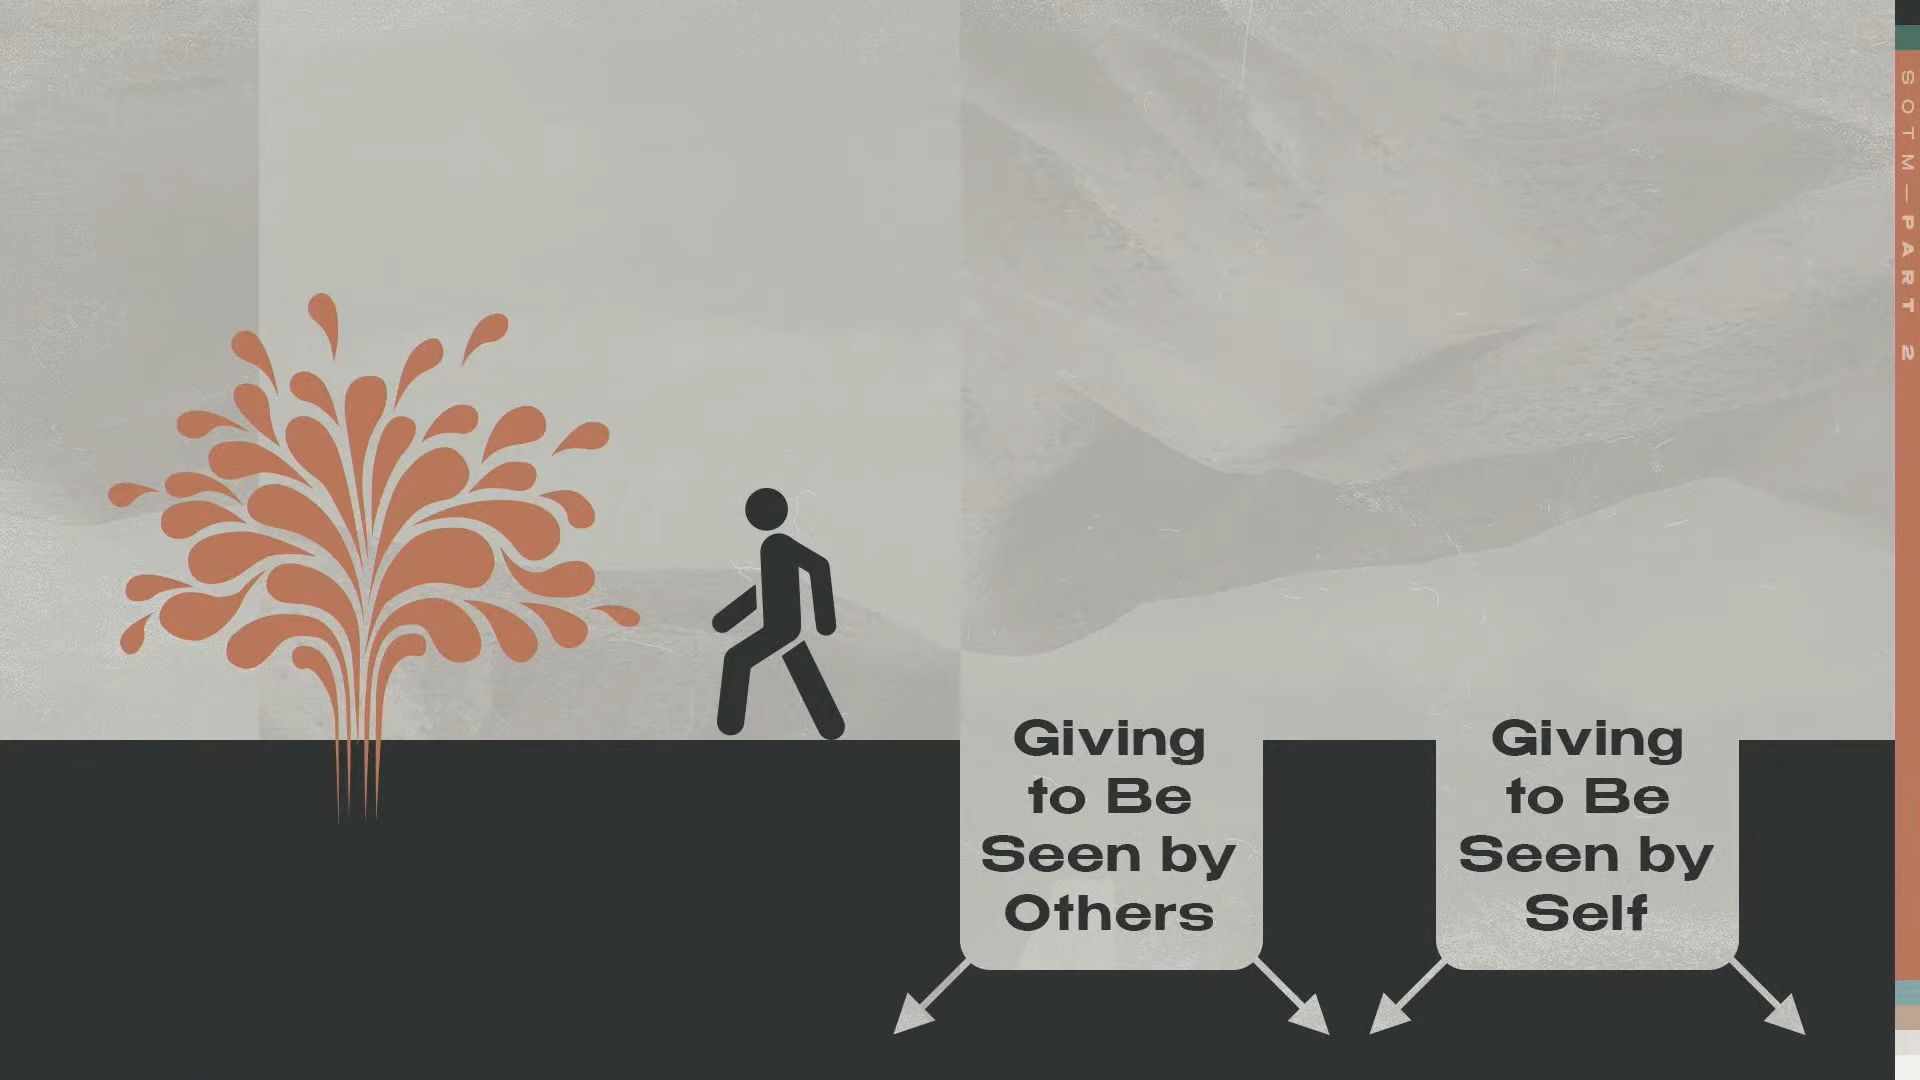 Giving
to Be
Seen by
Others
Giving
to Be
Seen by
Self
SOTM—PART 2